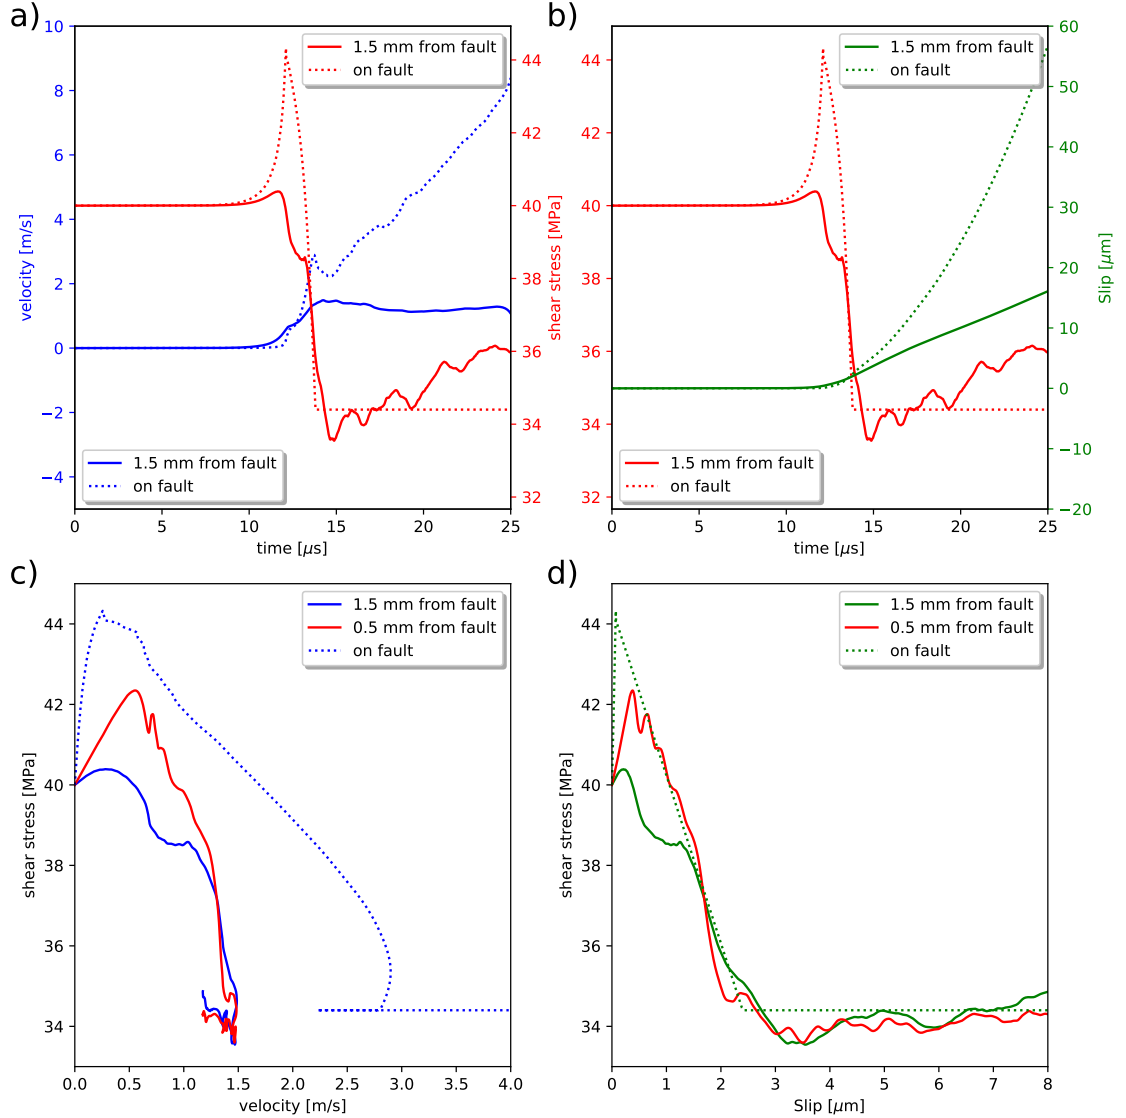 a)
10
8
6
4
2
0
−2
−4
velocity [m/s]
1.5 mm from fault
on fault
1.5 mm from fault
on fault
44
42
40
38
36
34
32
shear stress [MPa]
0
5
10
15
20
25
time [μs]
b)
44
42
40
38
36
34
32
1.5 mm from fault
on fault
1.5 mm from fault
on fault
60
50
40
30
20
10
0
−10
−20
Slip [μm]
0
5
10
15
20
25
time [μs]
c)
44
42
40
38
36
34
shear stress [MPa]
1.5 mm from fault
0.5 mm from fault
on fault
0.0
0.5
1.0
1.5
2.0
2.5
3.0
3.5
4.0
velocity [m/s]
d)
44
42
40
38
36
34
shear stress [MPa]
1.5 mm from fault
0.5 mm from fault
on fault
0
1
2
3
4
5
6
7
8
Slip [μm]